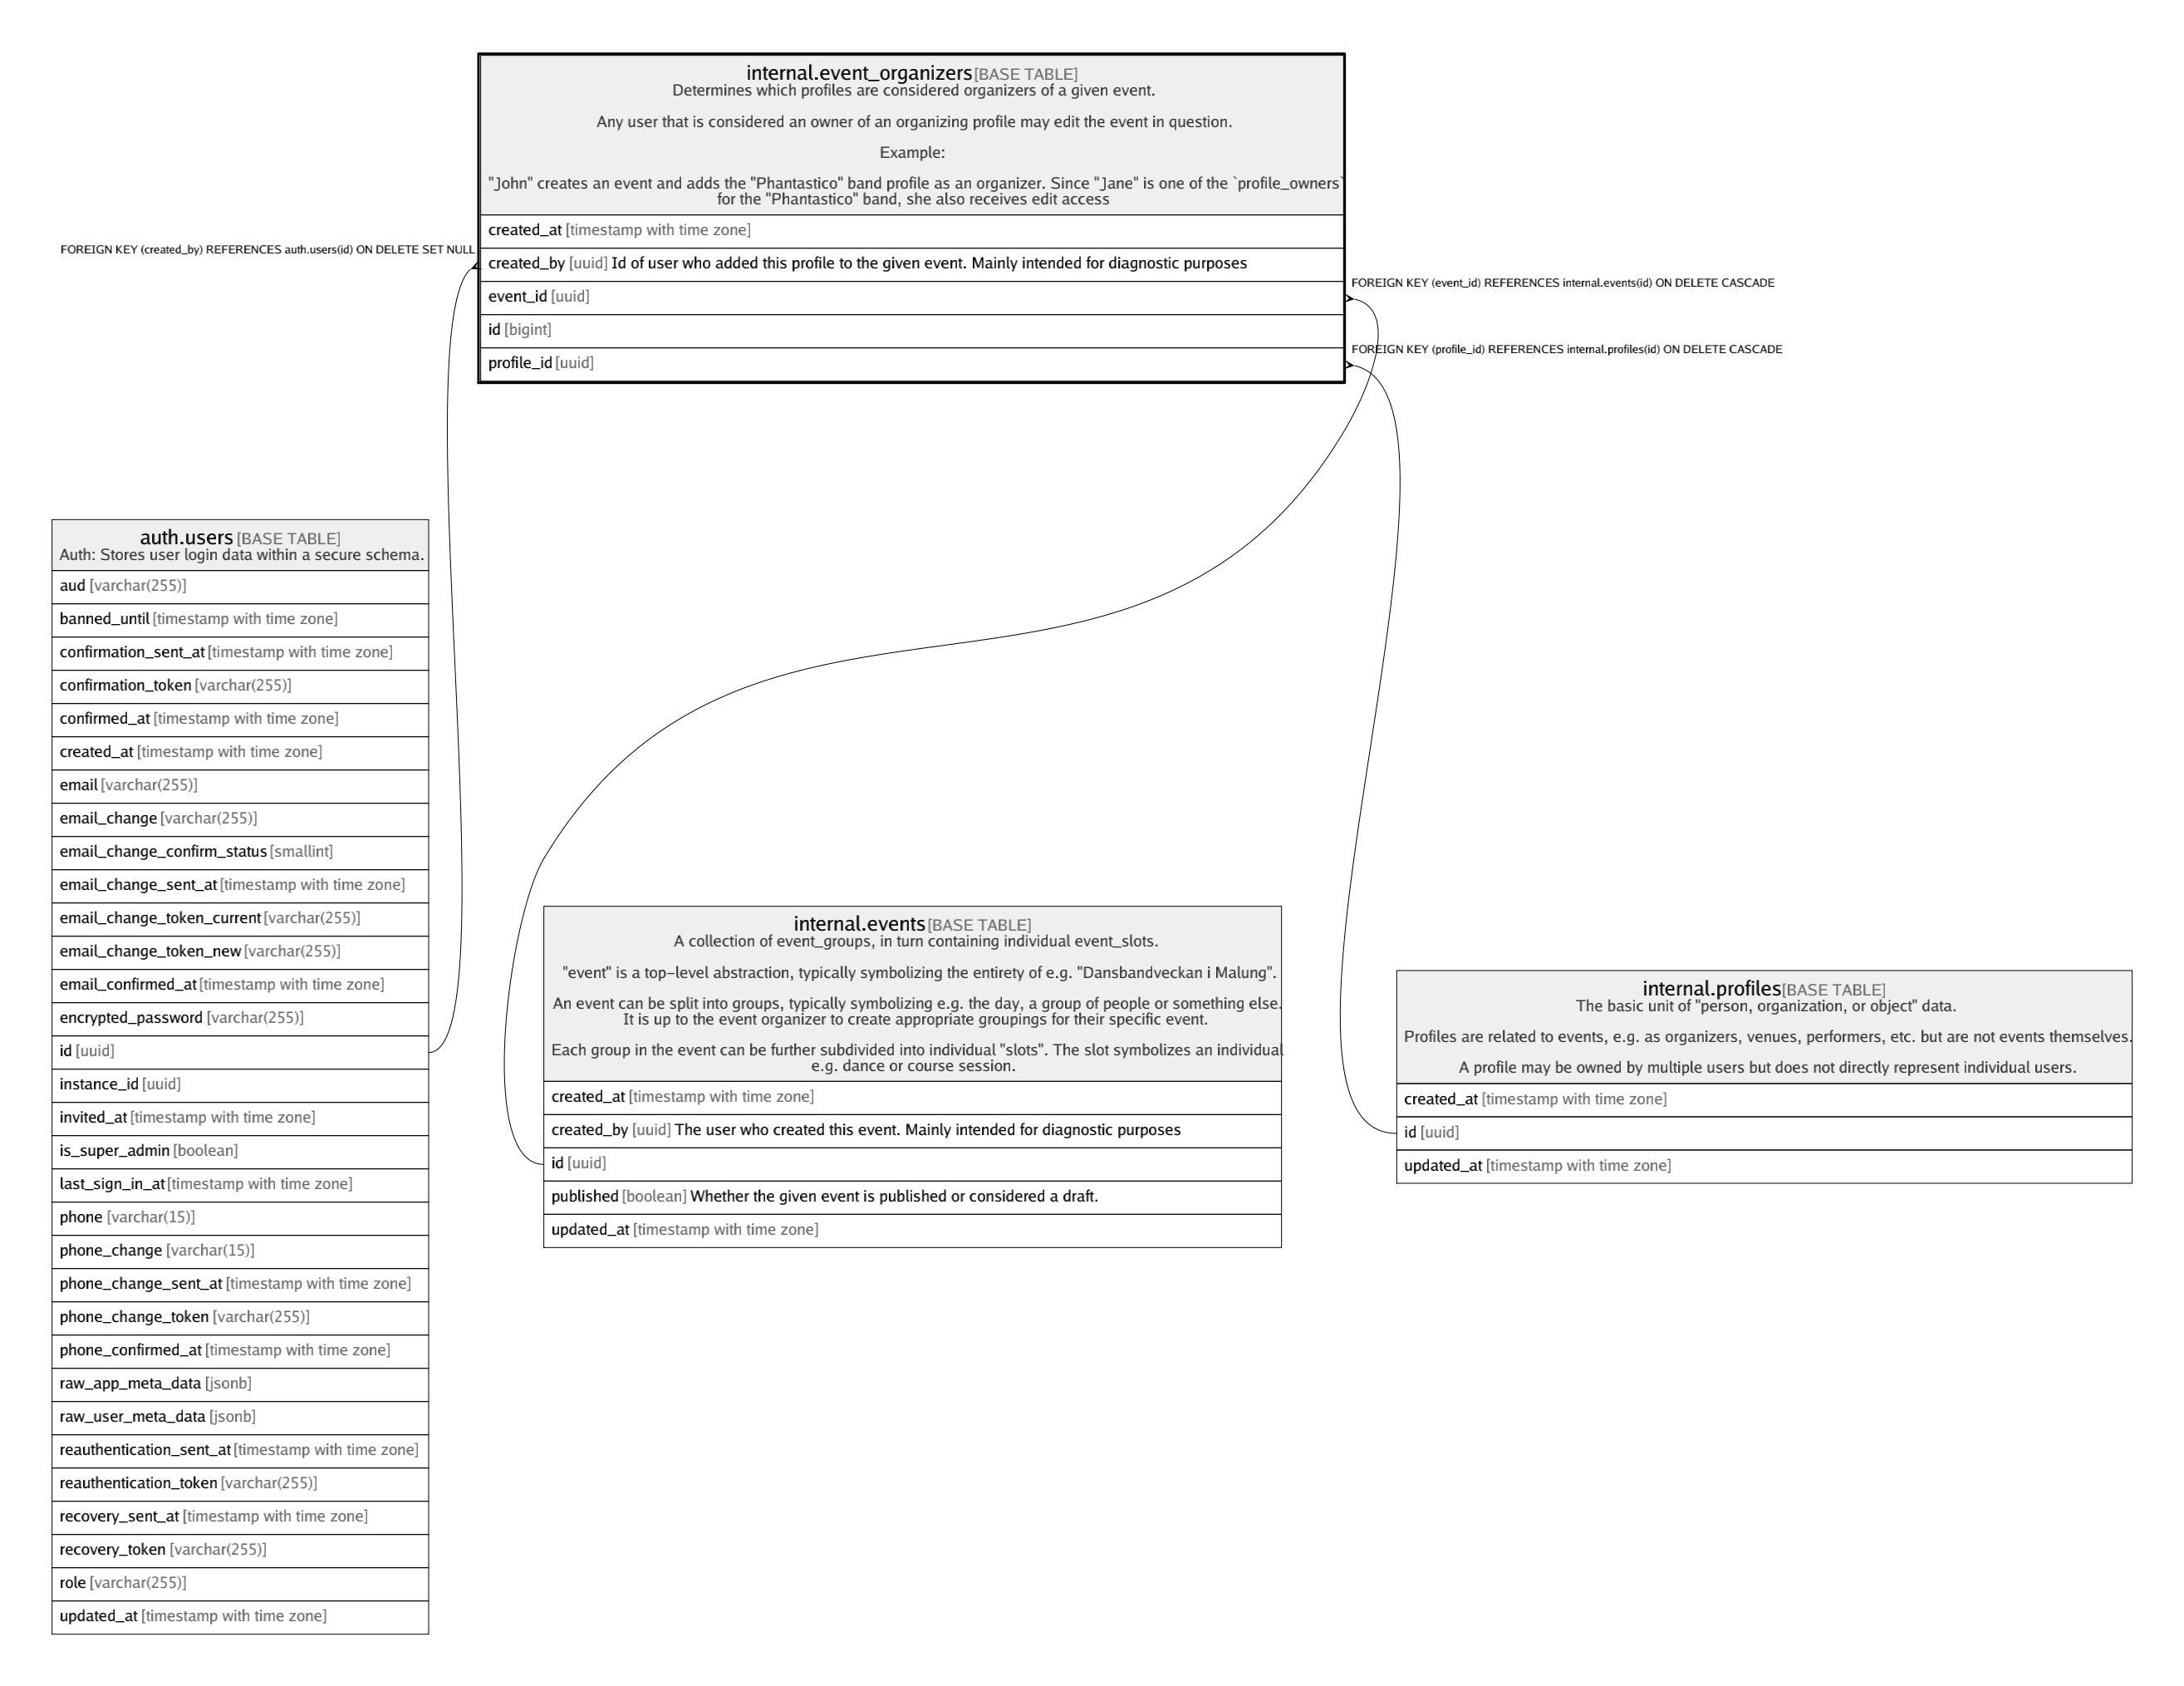 internal.event_organizers [BASE TABLE]
Determines which profiles are considered organizers of a given event.
Any user that is considered an owner of an organizing profile may edit the event in question.
Example:
"John" creates an event and adds the "Phantastico" band profile as an organizer. Since "Jane" is one of the `profile_owners`
for the "Phantastico" band, she also receives edit access
created_at [timestamp with time zone]
FOREIGN KEY (created_by) REFERENCES auth.users(id) ON DELETE SET NULL
created_by [uuid] Id of user who added this profile to the given event. Mainly intended for diagnostic purposes
FOREIGN KEY (event_id) REFERENCES internal.events(id) ON DELETE CASCADE
event_id [uuid]
id [bigint]
FOREIGN KEY (profile_id) REFERENCES internal.profiles(id) ON DELETE CASCADE
profile_id [uuid]
auth.users [BASE TABLE]
Auth: Stores user login data within a secure schema.
aud [varchar(255)]
banned_until [timestamp with time zone]
confirmation_sent_at [timestamp with time zone]
confirmation_token [varchar(255)]
confirmed_at [timestamp with time zone]
created_at [timestamp with time zone]
email [varchar(255)]
email_change [varchar(255)]
email_change_confirm_status [smallint]
email_change_sent_at [timestamp with time zone]
email_change_token_current [varchar(255)]
email_change_token_new [varchar(255)]
email_confirmed_at [timestamp with time zone]
encrypted_password [varchar(255)]
id [uuid]
instance_id [uuid]
invited_at [timestamp with time zone]
is_super_admin [boolean]
last_sign_in_at [timestamp with time zone]
phone [varchar(15)]
phone_change [varchar(15)]
phone_change_sent_at [timestamp with time zone]
phone_change_token [varchar(255)]
phone_confirmed_at [timestamp with time zone]
raw_app_meta_data [jsonb]
raw_user_meta_data [jsonb]
reauthentication_sent_at [timestamp with time zone]
reauthentication_token [varchar(255)]
recovery_sent_at [timestamp with time zone]
recovery_token [varchar(255)]
role [varchar(255)]
updated_at [timestamp with time zone]
internal.events [BASE TABLE]
A collection of event_groups, in turn containing individual event_slots.
"event" is a top-level abstraction, typically symbolizing the entirety of e.g. "Dansbandveckan i Malung".
An event can be split into groups, typically symbolizing e.g. the day, a group of people or something else.
It is up to the event organizer to create appropriate groupings for their specific event.
Each group in the event can be further subdivided into individual "slots". The slot symbolizes an individual
e.g. dance or course session.
created_at [timestamp with time zone]
created_by [uuid] The user who created this event. Mainly intended for diagnostic purposes
id [uuid]
published [boolean] Whether the given event is published or considered a draft.
updated_at [timestamp with time zone]
internal.profiles [BASE TABLE]
The basic unit of "person, organization, or object" data.
Profiles are related to events, e.g. as organizers, venues, performers, etc. but are not events themselves.
A profile may be owned by multiple users but does not directly represent individual users.
created_at [timestamp with time zone]
id [uuid]
updated_at [timestamp with time zone]